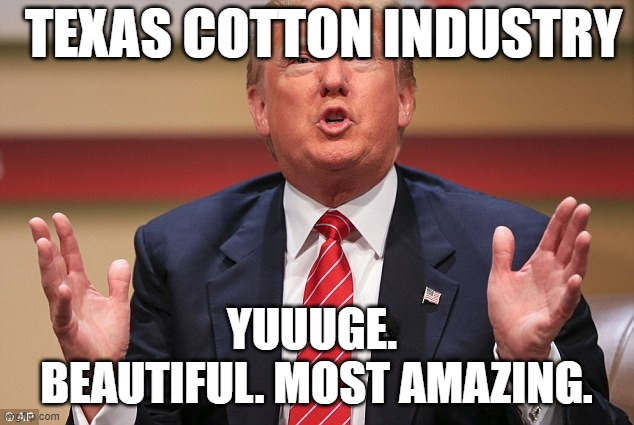 TEXAS COTTON INDUSTRY
YUUUGE.
BEAUTIFUL. MOST AMAZING.